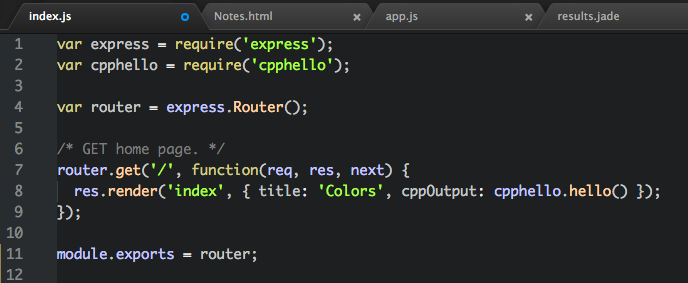 index.js Notes.html app.js results.jade
1 var express = require('express');
2 var cpphello = require('cpphello');
3
4 var router = express.Router();
5
6 /* GET home page. */
7 router.get('/', function(req, res, next) {
8   res.render('index', { title: 'Colors', cppOutput: cpphello.hello() });
9 });
10
11 module.exports = router;
12